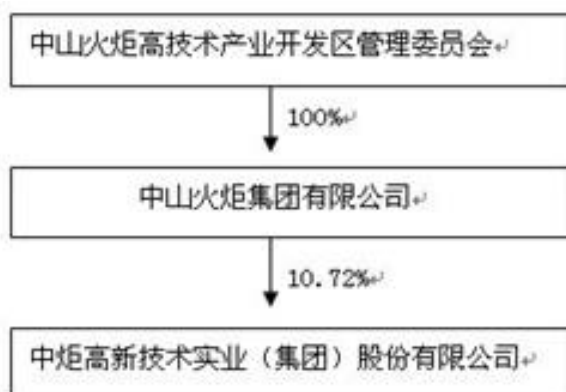 中山火炬高技术产业开发区管理委员会
100%
中山火炬集团有限公司
10.72%
中炬高新技术实业（集团）股份有限公司